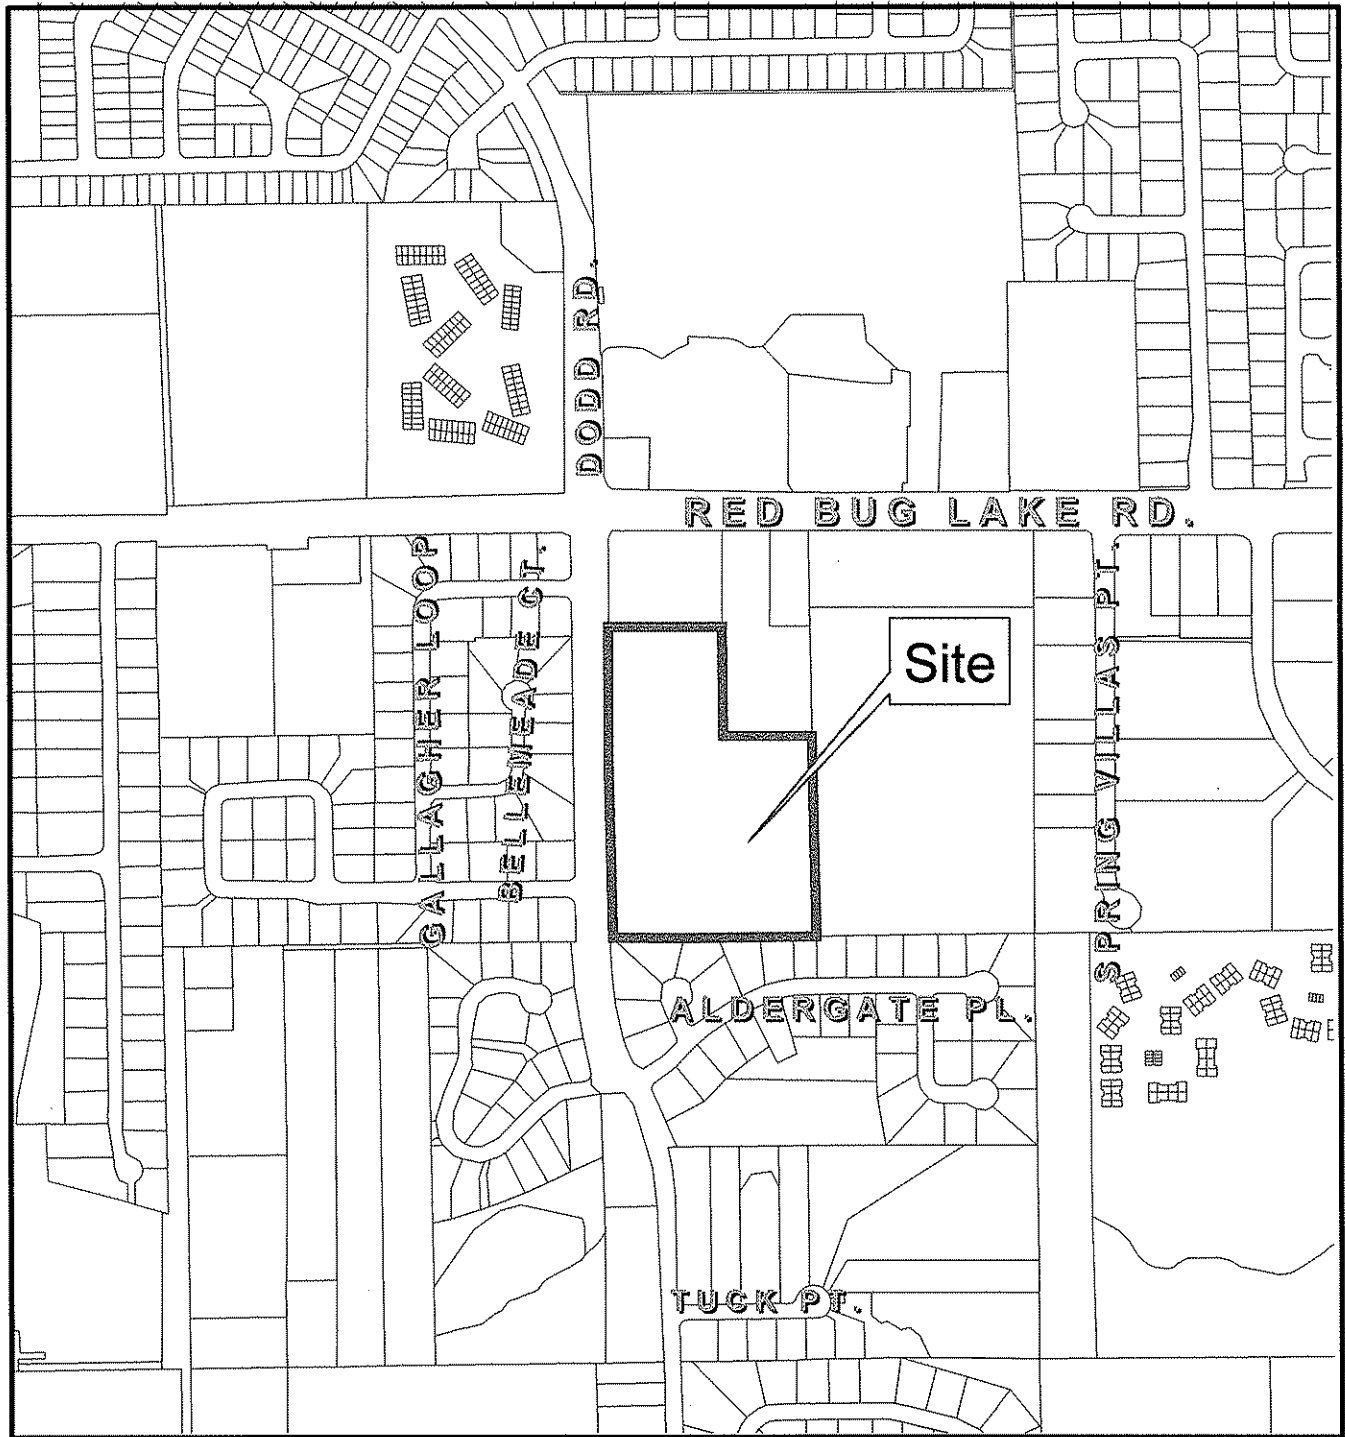 DODD RD.
RED BUG LAKE RD.
GALLAGHER LOOP
BELLEMEADE CT.
Site
SPRING VILLAS PT.
ALDERGATE PL.
TUCK PT.